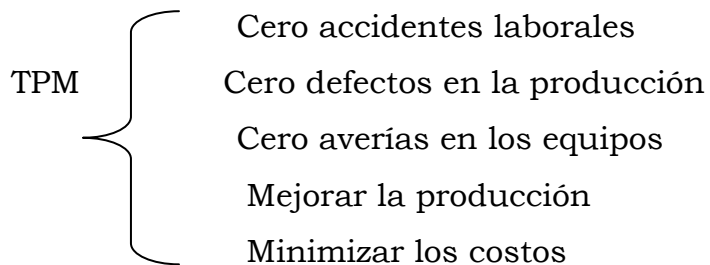 Cero accidentes laborales
TPM Cero defectos en la producción
Cero averías en los equipos
Mejorar la producción
Minimizar los costos